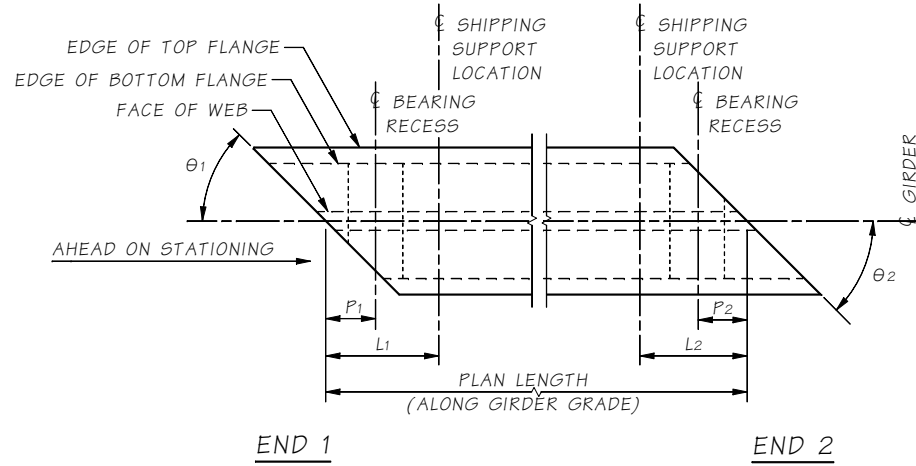 ℄ SHIPPING
SUPPORT
LOCATION
℄ SHIPPING
SUPPORT
LOCATION
EDGE OF TOP FLANGE
EDGE OF BOTTOM FLANGE
FACE OF WEB
℄ BEARING
RECESS
℄ BEARING
RECESS
θ1
℄ GIRDER
AHEAD ON STATIONING
θ2
P1
P2
L1
L2
PLAN LENGTH
(ALONG GIRDER GRADE)
END 1
END 2